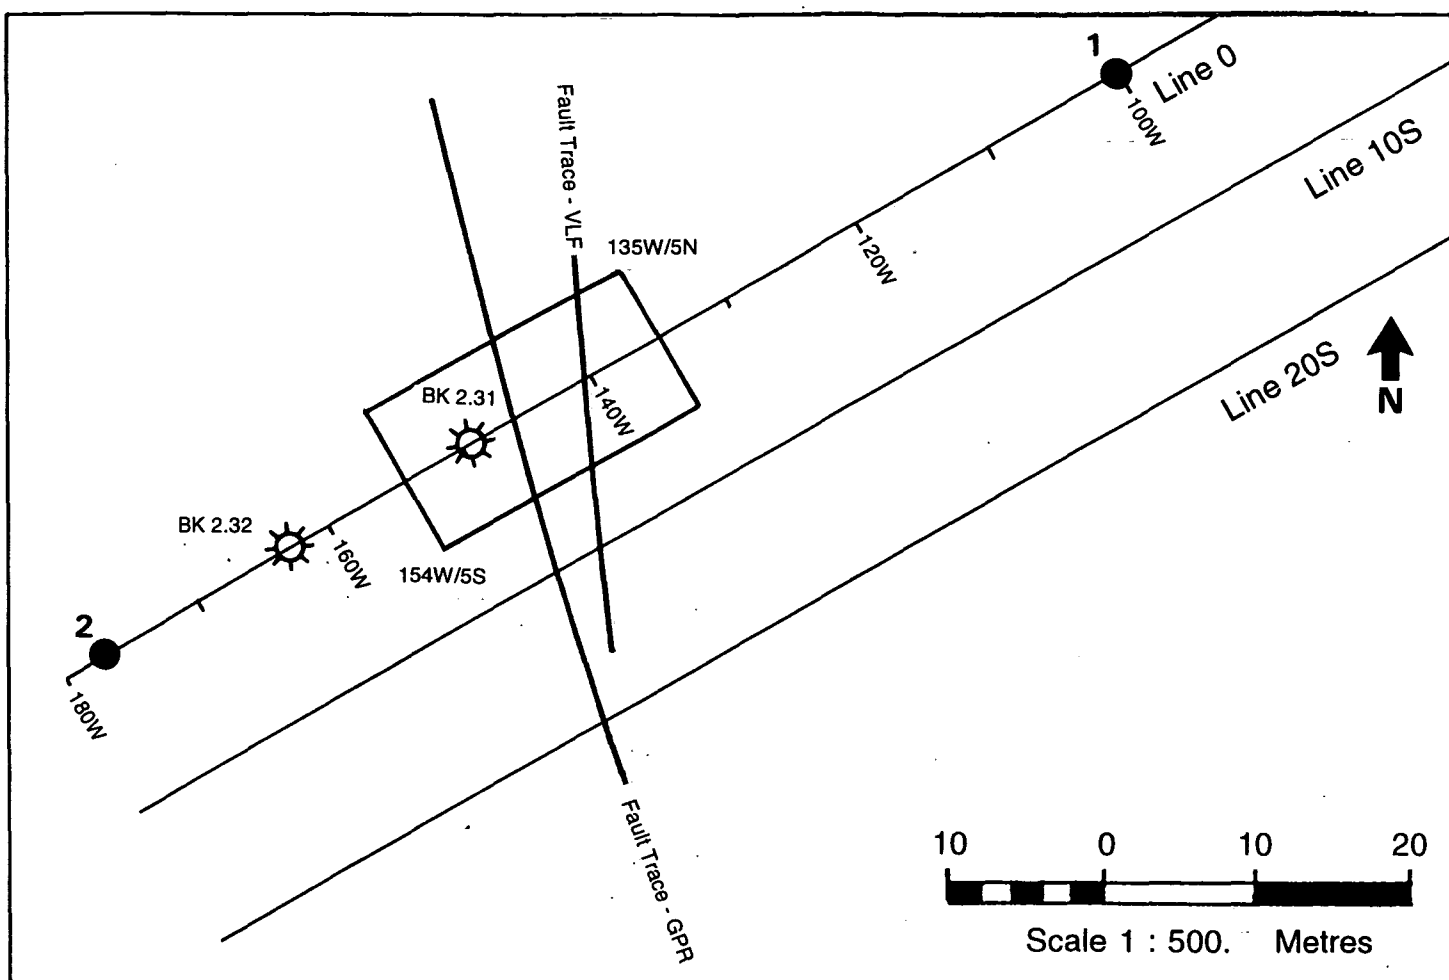 1
Line 0
100W
Fault Trace - VLF
Line 10S
135W/5N
120W
Line 20S
N
BK 2.31
140W
BK 2.32
160W
154W/5S
2
180W
Fault Trace - GPR
10 0 10 20
Scale 1 : 500. Metres